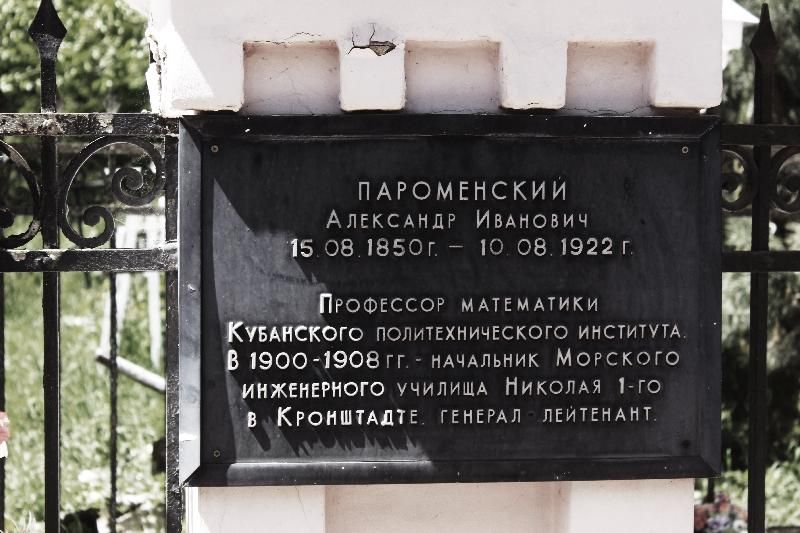 ПАРОМЕНСКИЙ
АЛЕКСАНДР ИВАНОВИЧ
15.08.1850г. – 10.08.1922 г.
ПРОФЕССОР МАТЕМАТИКИ
КУБАНСКОГО ПОЛИТЕХНИЧЕСКОГО ИНСТИТУТА.
В 1900-1908 гг.- НАЧАЛЬНИК МОРСКОГО
ИНЖЕНЕРНОГО УЧИЛИЩА НИКОЛАЯ 1-ГО
В КРОНШТАДТЕ. ГЕНЕРАЛ-ЛЕЙТЕНАНТ.